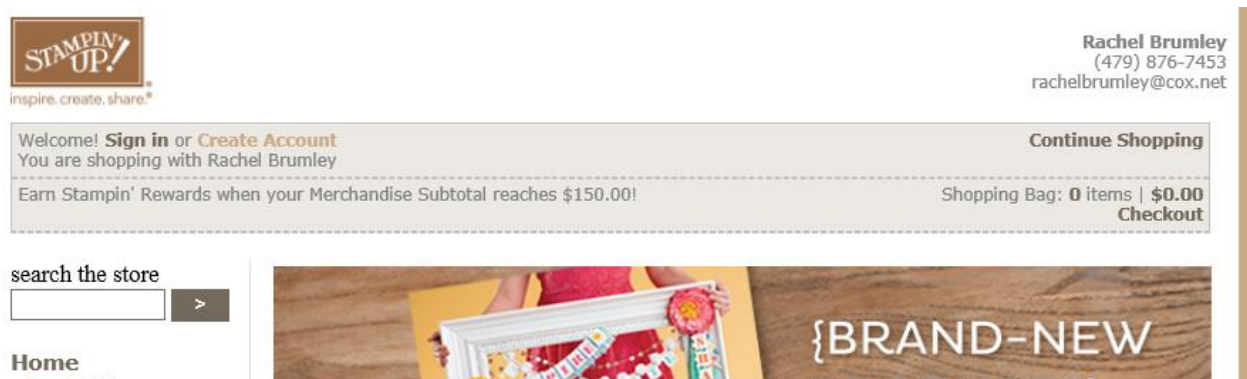 STAMPIN'
UP!
inspire.create.share.®
Rachel Brumley
(479) 876-7453
rachelbrumley@cox.net
Welcome! Sign in or Create Account
Continue Shopping
You are shopping with Rachel Brumley
Earn Stampin' Rewards when your Merchandise Subtotal reaches $150.00!
Shopping Bag: 0 items | $0.00
Checkout
search the store
>
Home
{BRAND-NEW